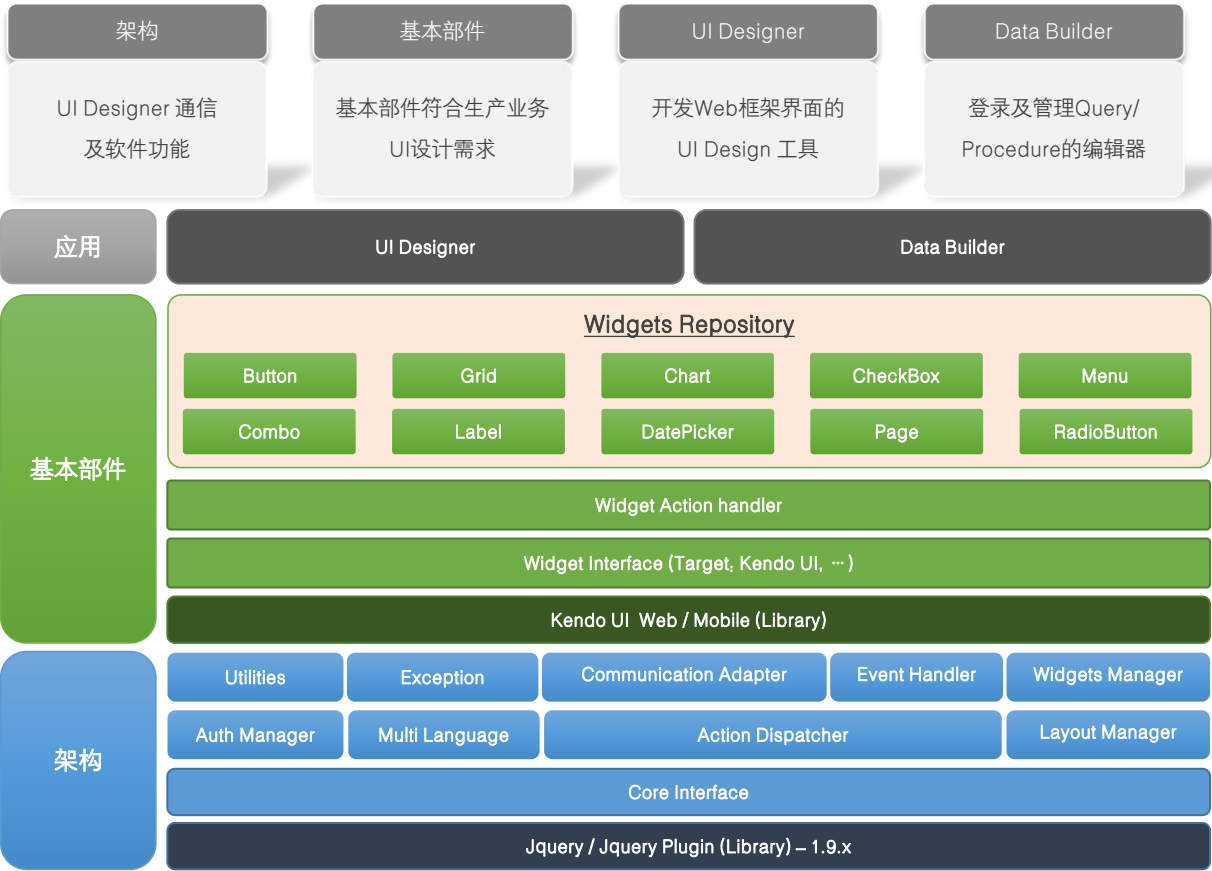 架构
基本部件
UI Designer
Data Builder
UI Designer 通信
及软件功能
基本部件符合生产业务
UI设计需求
开发Web框架界面的
UI Design 工具
登录及管理Query/
Procedure的编辑器
应用
UI Designer
Data Builder
基本部件
Widgets Repository
Button
Grid
Chart
CheckBox
Menu
Combo
Label
DatePicker
Page
RadioButton
Widget Action handler
Widget Interface (Target: Kendo UI, …)
Kendo UI Web / Mobile (Library)
架构
Utilities
Exception
Communication Adapter
Event Handler
Widgets Manager
Auth Manager
Multi Language
Action Dispatcher
Layout Manager
Core Interface
Jquery / Jquery Plugin (Library) – 1.9.x